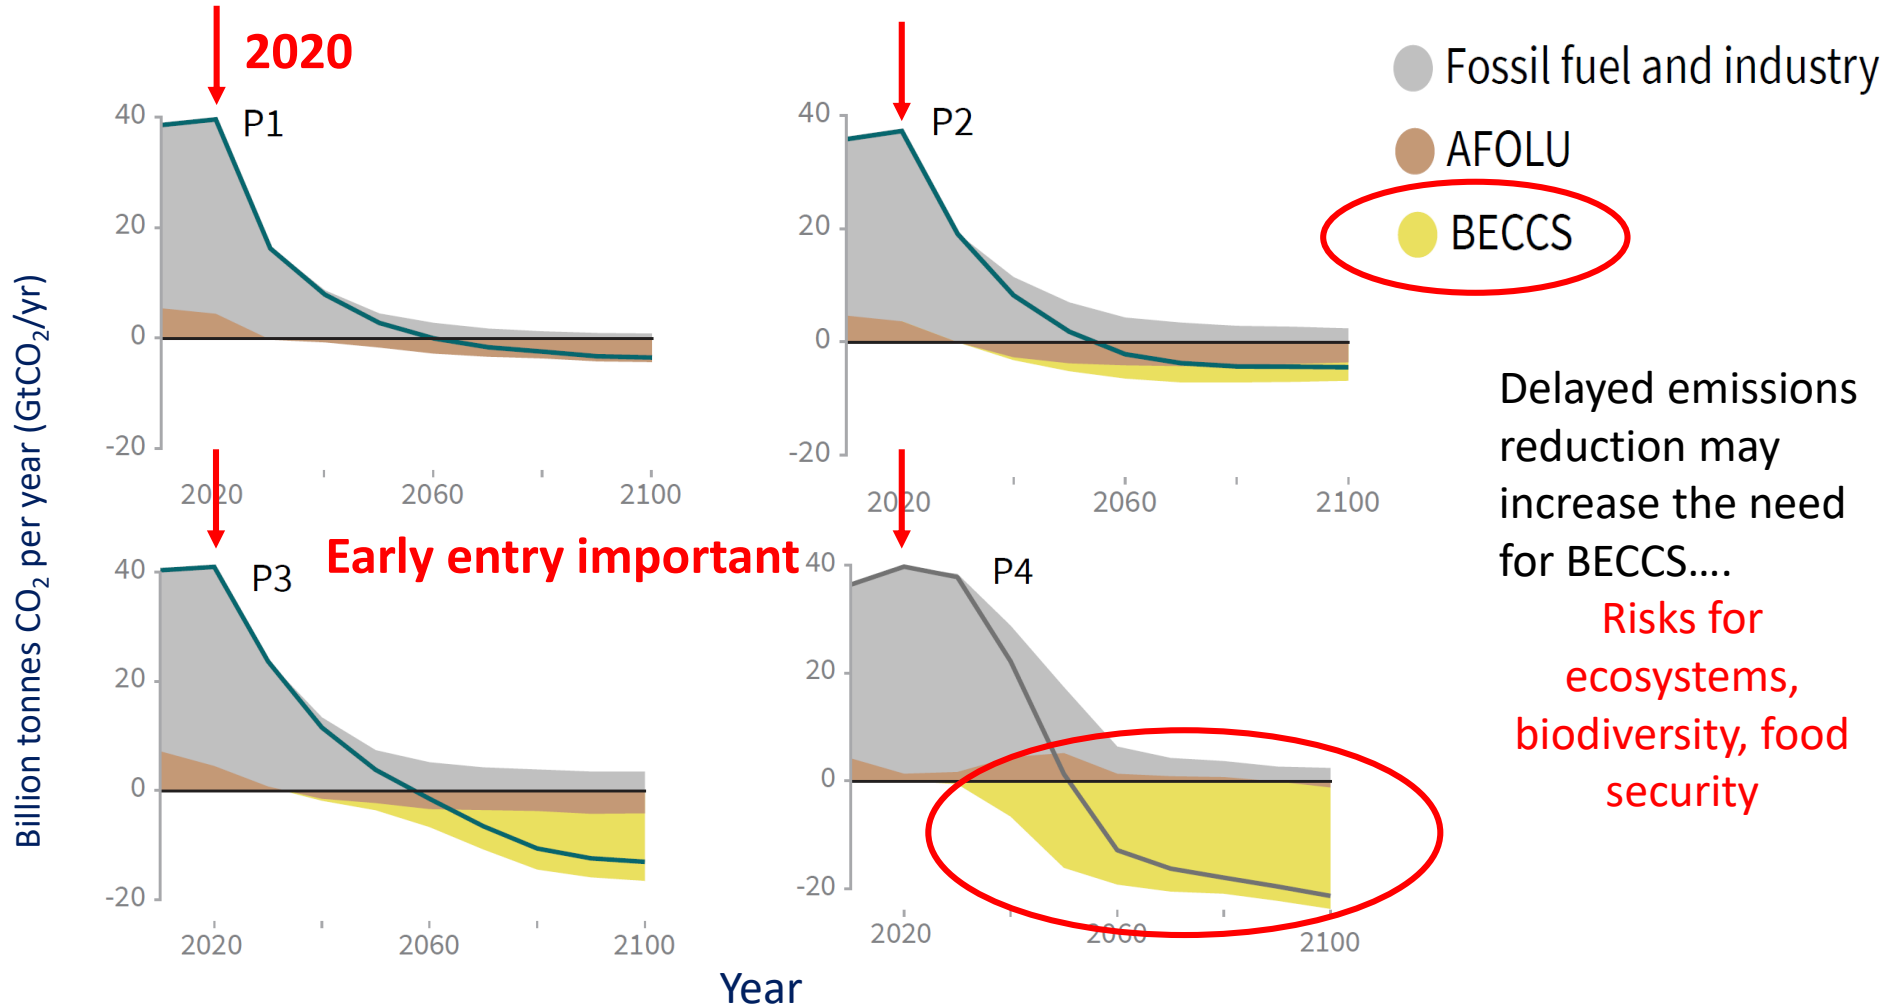 2020
Fossil fuel and industry
AFOLU
BECCS
Billion tonnes CO₂ per year (GtCO₂/yr)
P1
40
20
0
-20
2020
2060
2100
P2
40
20
0
-20
2020
2060
2100
Early entry important
P3
40
20
0
-20
2020
2060
2100
P4
40
20
0
-20
2020
2060
2100
Delayed emissions
reduction may
increase the need
for BECCS....
Risks for
ecosystems,
biodiversity, food
security
Year